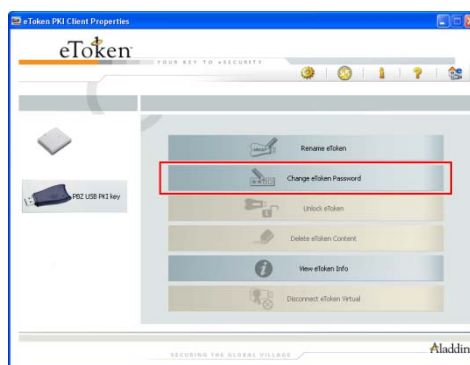 eToken PKI Client Properties
eToken
YOUR KEY TO eSECURITY
Rename eToken
Change eToken Password
PBZ USB PKI key
Unlock eToken
Delete eToken Content
View eToken Info
Disconnect eToken Virtual
SECURING THE GLOBAL VILLAGE
Aladdin